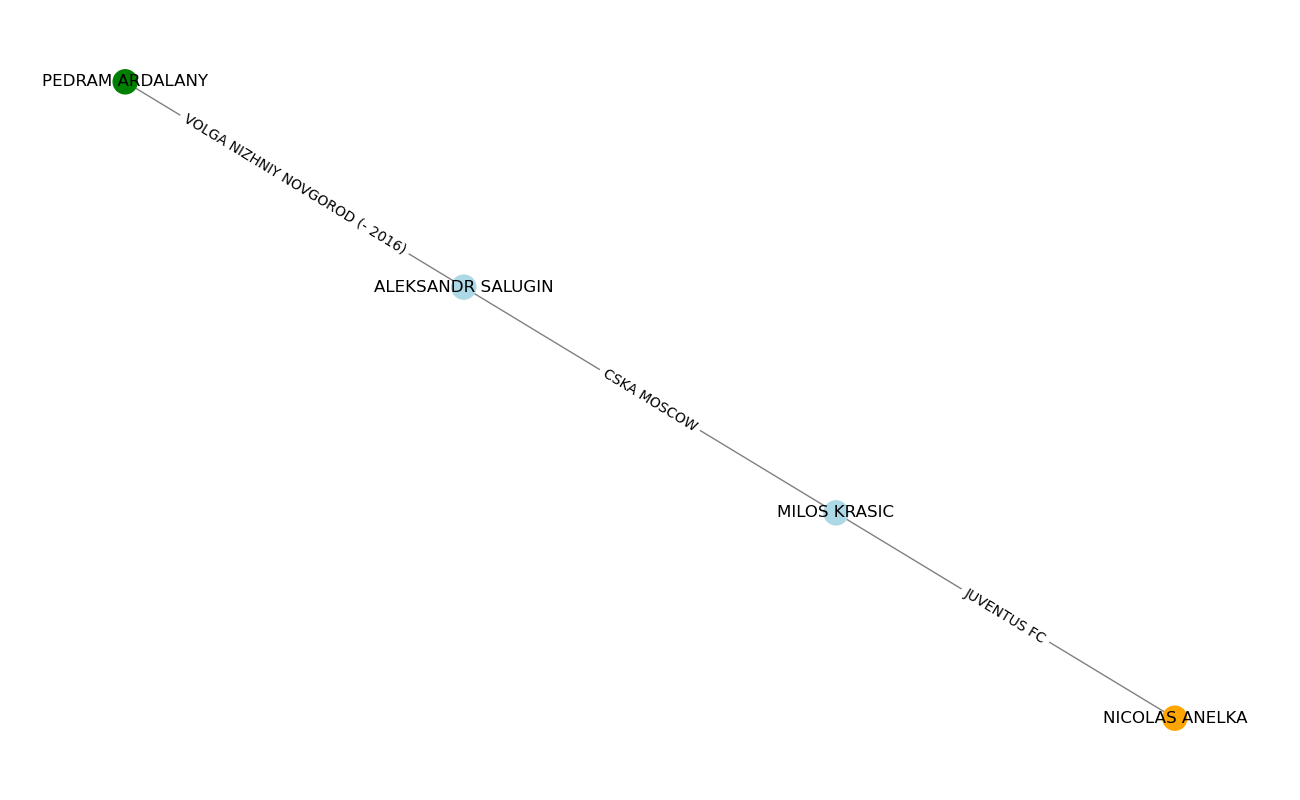 PEDRAM ARDALANY
VOLGA NIZHNIY NOVGOROD (- 2016)
ALEKSANDR SALUGIN
CSKA MOSCOW
MILOS KRASIC
JUVENTUS FC
NICOLAS ANELKA